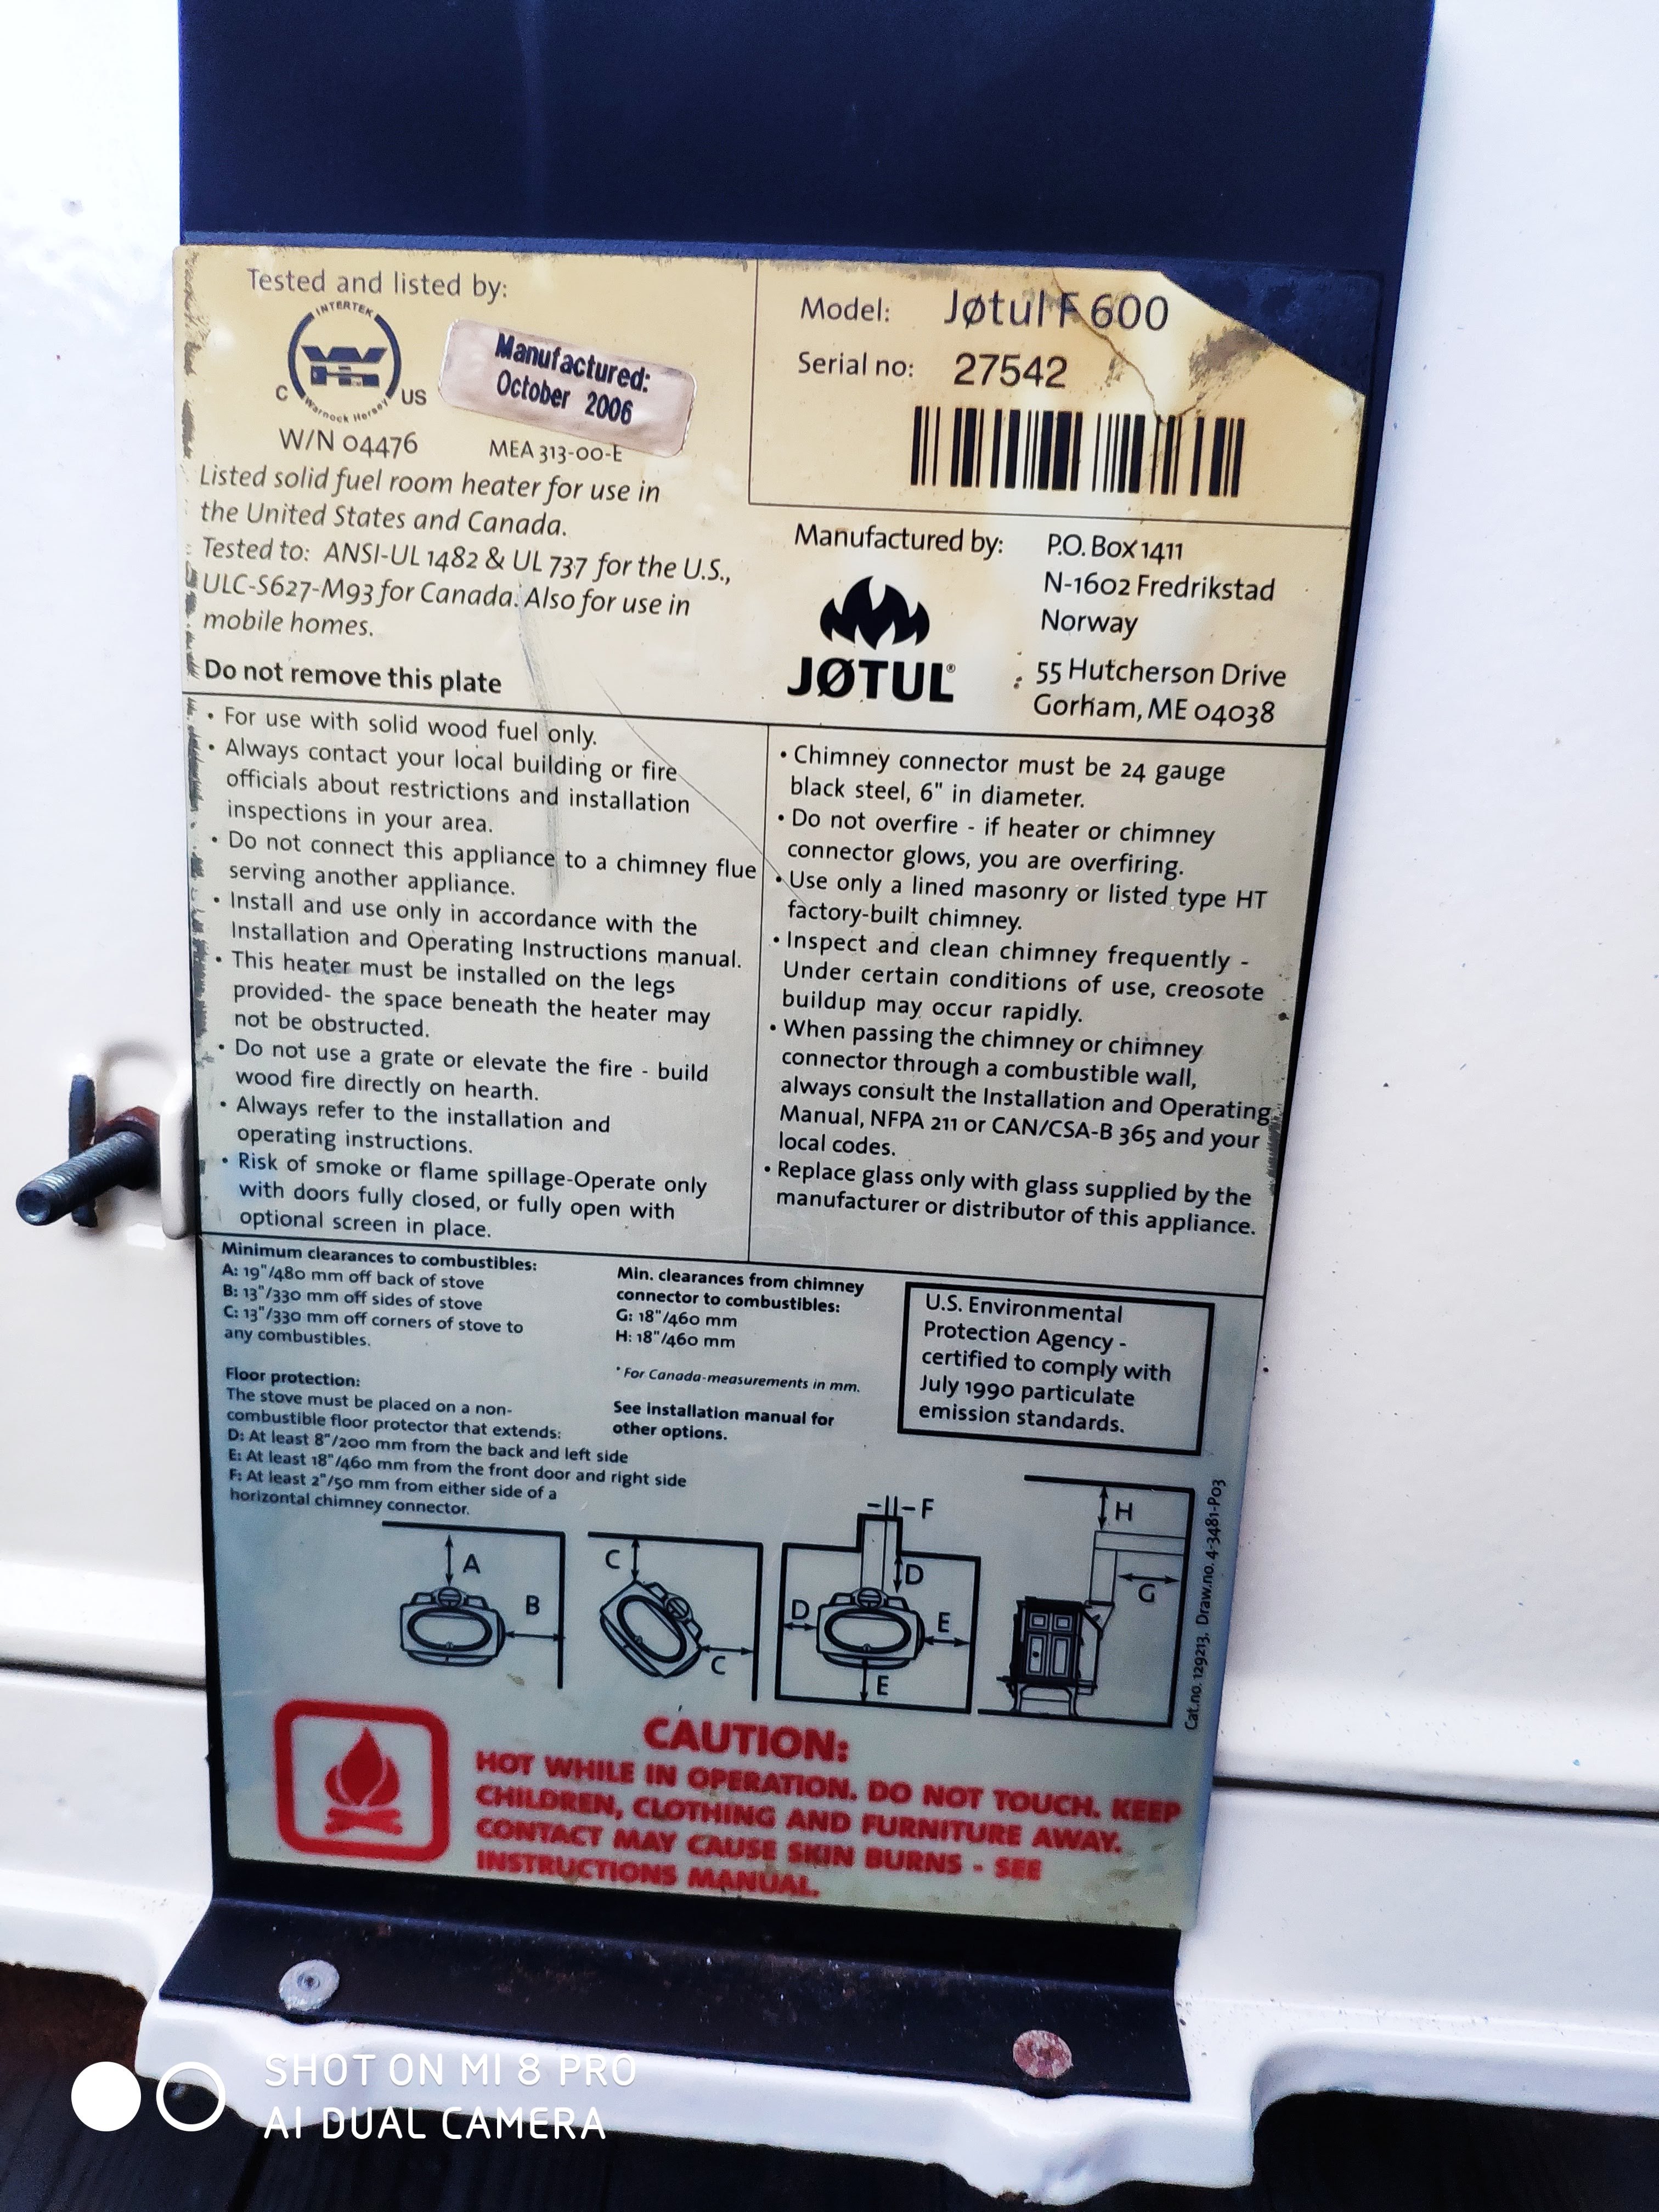 Tested and listed by:
INTERTEK
C US
Warnock Hersey
W/N 04476
Manufactured:
October 2006
MEA 313-00-E
Listed solid fuel room heater for use in
the United States and Canada.
Tested to: ANSI-UL 1482 & UL 737 for the U.S.,
ULC-S627-M93 for Canada. Also for use in
mobile homes.
Do not remove this plate
Model: Jøtul F 600
Serial no: 27542
Manufactured by:
JØTUL®
P.O. Box 1411
N-1602 Fredrikstad
Norway
55 Hutcherson Drive
Gorham, ME 04038
• For use with solid wood fuel only.
• Always contact your local building or fire
officials about restrictions and installation
inspections in your area.
• Do not connect this appliance to a chimney flue
serving another appliance.
• Install and use only in accordance with the
Installation and Operating Instructions manual.
• This heater must be installed on the legs
provided- the space beneath the heater may
not be obstructed.
• Do not use a grate or elevate the fire - build
wood fire directly on hearth.
• Always refer to the installation and
operating instructions.
• Risk of smoke or flame spillage-Operate only
with doors fully closed, or fully open with
optional screen in place.
• Chimney connector must be 24 gauge
black steel, 6" in diameter.
• Do not overfire - if heater or chimney
connector glows, you are overfiring.
• Use only a lined masonry or listed type HT
factory-built chimney.
• Inspect and clean chimney frequently -
Under certain conditions of use, creosote
buildup may occur rapidly.
• When passing the chimney or chimney
connector through a combustible wall,
always consult the Installation and Operating
Manual, NFPA 211 or CAN/CSA-B 365 and your
local codes.
• Replace glass only with glass supplied by the
manufacturer or distributor of this appliance.
Minimum clearances to combustibles:
A: 19"/480 mm off back of stove
B: 13"/330 mm off sides of stove
C: 13"/330 mm off corners of stove to
any combustibles.
Floor protection:
The stove must be placed on a non-
combustible floor protector that extends:
D: At least 8"/200 mm from the back and left side
E: At least 18"/460 mm from the front door and right side
F: At least 2"/50 mm from either side of a
horizontal chimney connector.
Min. clearances from chimney
connector to combustibles:
G: 18"/460 mm
H: 18"/460 mm
* For Canada-measurements in mm.
See installation manual for
other options.
U.S. Environmental
Protection Agency -
certified to comply with
July 1990 particulate
emission standards.
A
B
C
C
F
D
D
E
E
H
G
Cat.no. 129213, Draw.no. 4-3481-P03
CAUTION:
HOT WHILE IN OPERATION. DO NOT TOUCH. KEEP
CHILDREN, CLOTHING AND FURNITURE AWAY.
CONTACT MAY CAUSE SKIN BURNS - SEE
INSTRUCTIONS MANUAL.
SHOT ON MI 8 PRO
AI DUAL CAMERA